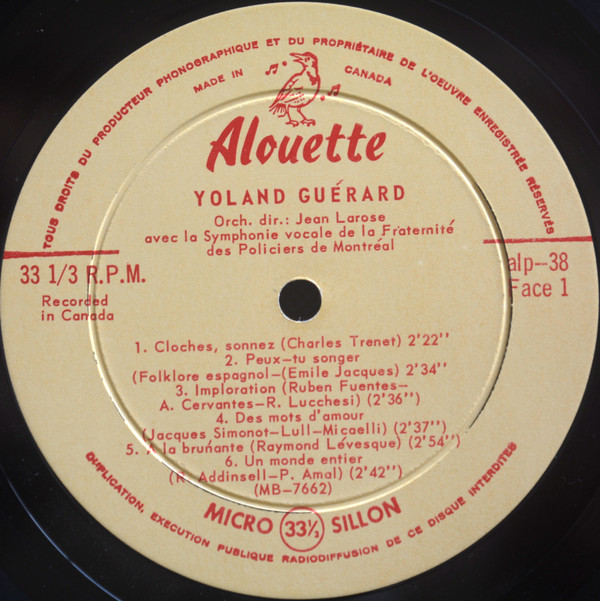 TOUS DROITS DU PRODUCTEUR PHONOGRAPHIQUE ET DU PROPRIÉTAIRE DE L'OEUVRE ENREGISTRÉE RÉSERVÉS
MADE IN CANADA
Alouette
YOLAND GUÉRARD
Orch. dir.: Jean Larose
avec la Symphonie vocale de la Fraternité
des Policiers de Montréal
33 1/3 R.P.M.
Recorded
in Canada
alp--38
Face 1
1. Cloches, sonnez (Charles Trenet) 2'22''
2. Peux-tu songer
(Folklore espagnol-(Emile Jacques) 2'34''
3. Imploration (Ruben Fuentes-
A. Cervantes-R. Lucchesi) (2'36'')
4. Des mots d'amour
(Jacques Simonot-Lull-Micaelli) (2'37'')
5. A la brunante (Raymond Lévesque) (2'54'')
6. Un monde entier
(R. Addinsell-P. Amal) (2'42'')
(MB-7662)
MICRO 33⅓ SILLON
DUPLICATION, EXECUTION PUBLIQUE RADIODIFFUSION DE CE DISQUE INTERDITES